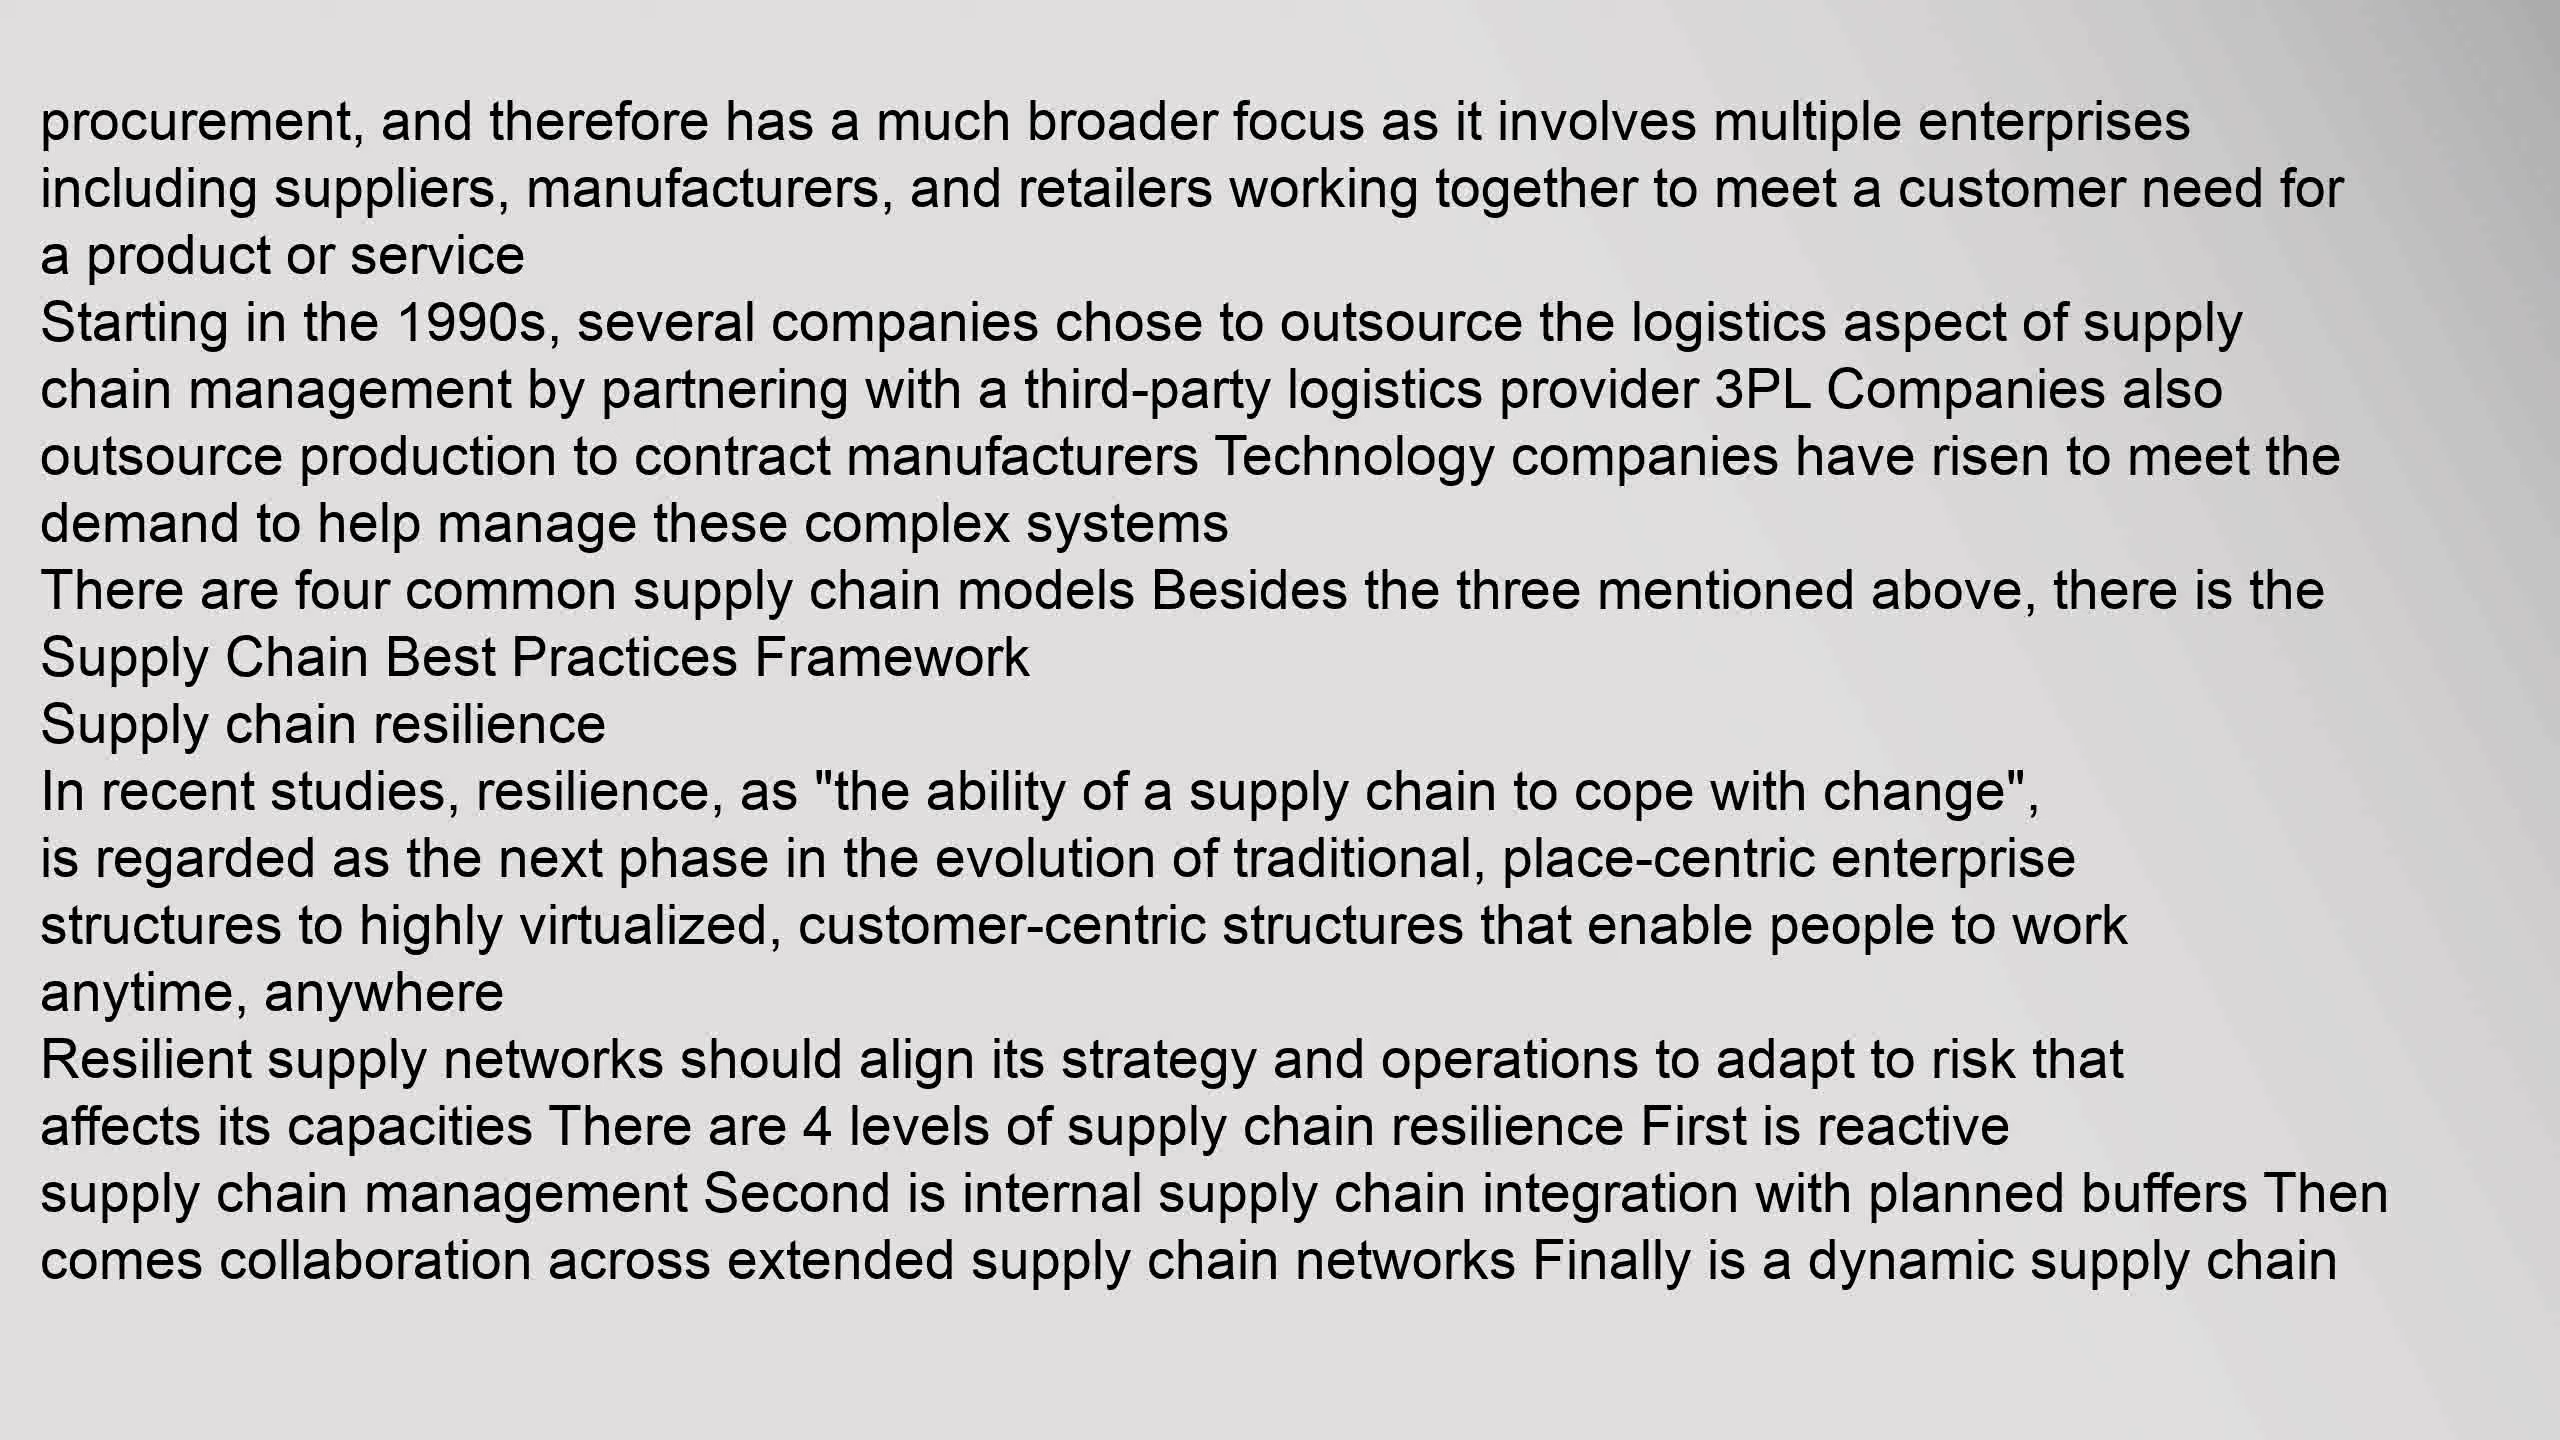 procurement, and therefore has a much broader focus as it involves multiple enterprises
including suppliers, manufacturers, and retailers working together to meet a customer need for
a product or service
Starting in the 1990s, several companies chose to outsource the logistics aspect of supply
chain management by partnering with a third-party logistics provider 3PL Companies also
outsource production to contract manufacturers Technology companies have risen to meet the
demand to help manage these complex systems
There are four common supply chain models Besides the three mentioned above, there is the
Supply Chain Best Practices Framework
Supply chain resilience
In recent studies, resilience, as "the ability of a supply chain to cope with change",
is regarded as the next phase in the evolution of traditional, place-centric enterprise
structures to highly virtualized, customer-centric structures that enable people to work
anytime, anywhere
Resilient supply networks should align its strategy and operations to adapt to risk that
affects its capacities There are 4 levels of supply chain resilience First is reactive
supply chain management Second is internal supply chain integration with planned buffers Then
comes collaboration across extended supply chain networks Finally is a dynamic supply chain